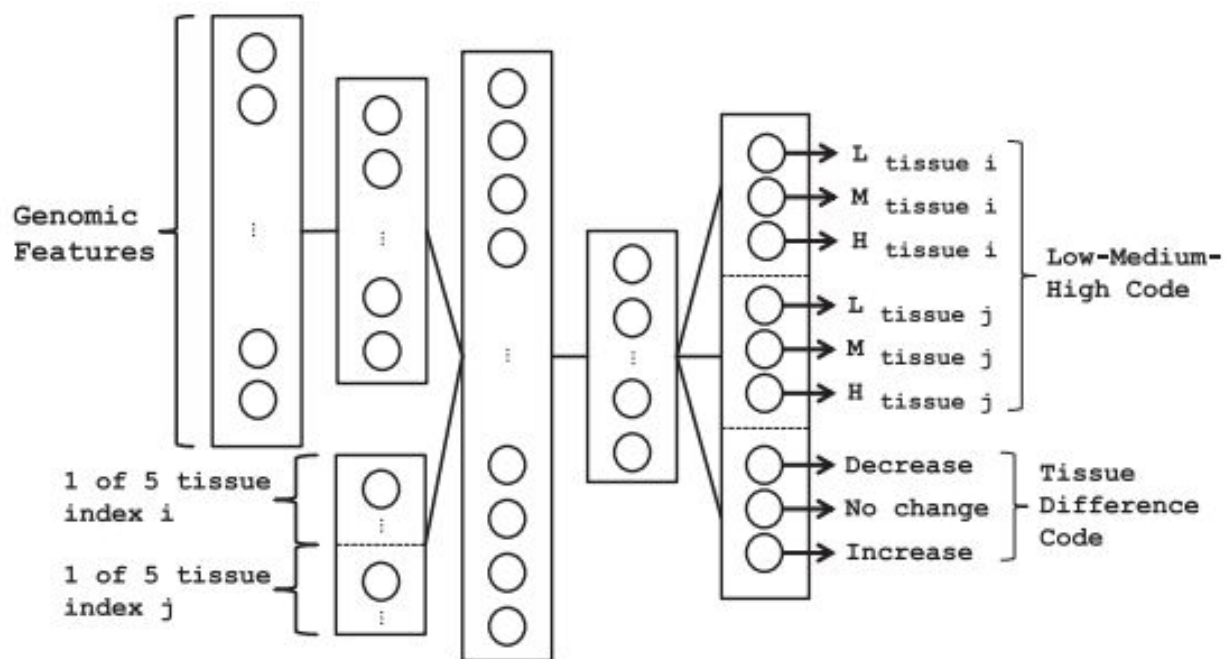 Genomic
Features
1 of 5 tissue
index i
1 of 5 tissue
index j
L tissue i
M tissue i
H tissue i
L tissue j
M tissue j
H tissue j
Low-Medium-
High Code
Decrease
No change
Increase
Tissue
Difference
Code